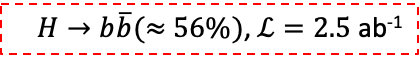 H → bb̄(≈ 56%), ℒ = 2.5 ab⁻¹